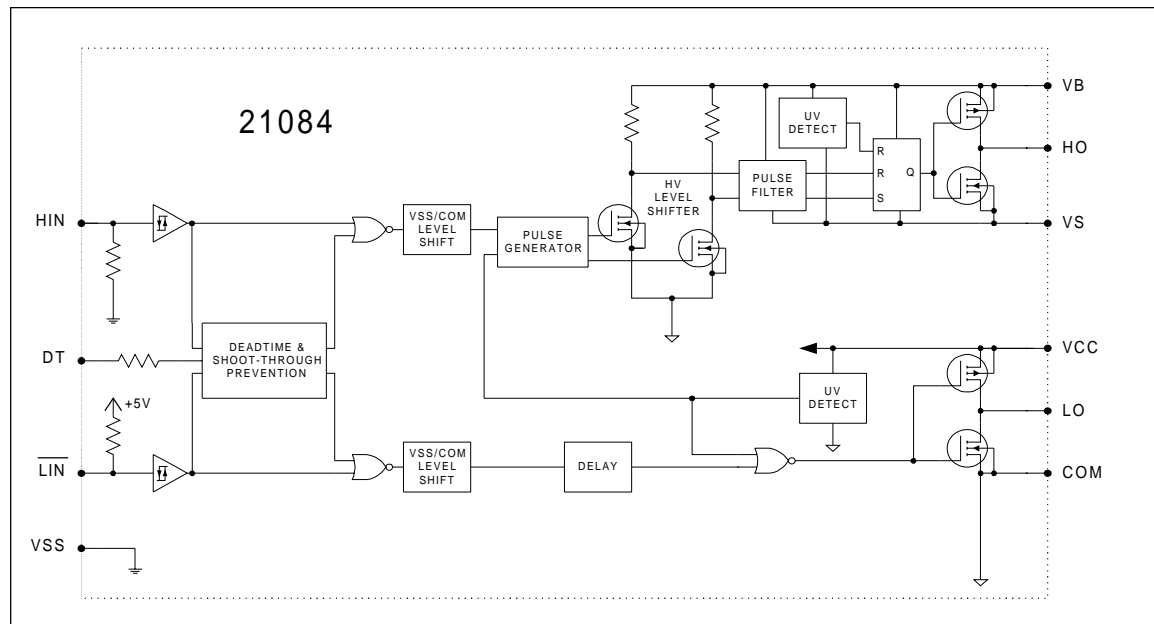 21084
VB
UV
DETECT
HO
R
R
S
Q
PULSE
FILTER
HV
LEVEL
SHIFTER
VS
HIN
VSS/COM
LEVEL
SHIFT
PULSE
GENERATOR
DT
DEADTIME &
SHOOT-THROUGH
PREVENTION
VCC
UV
DETECT
LO
+5V
LIN
VSS/COM
LEVEL
SHIFT
DELAY
COM
VSS